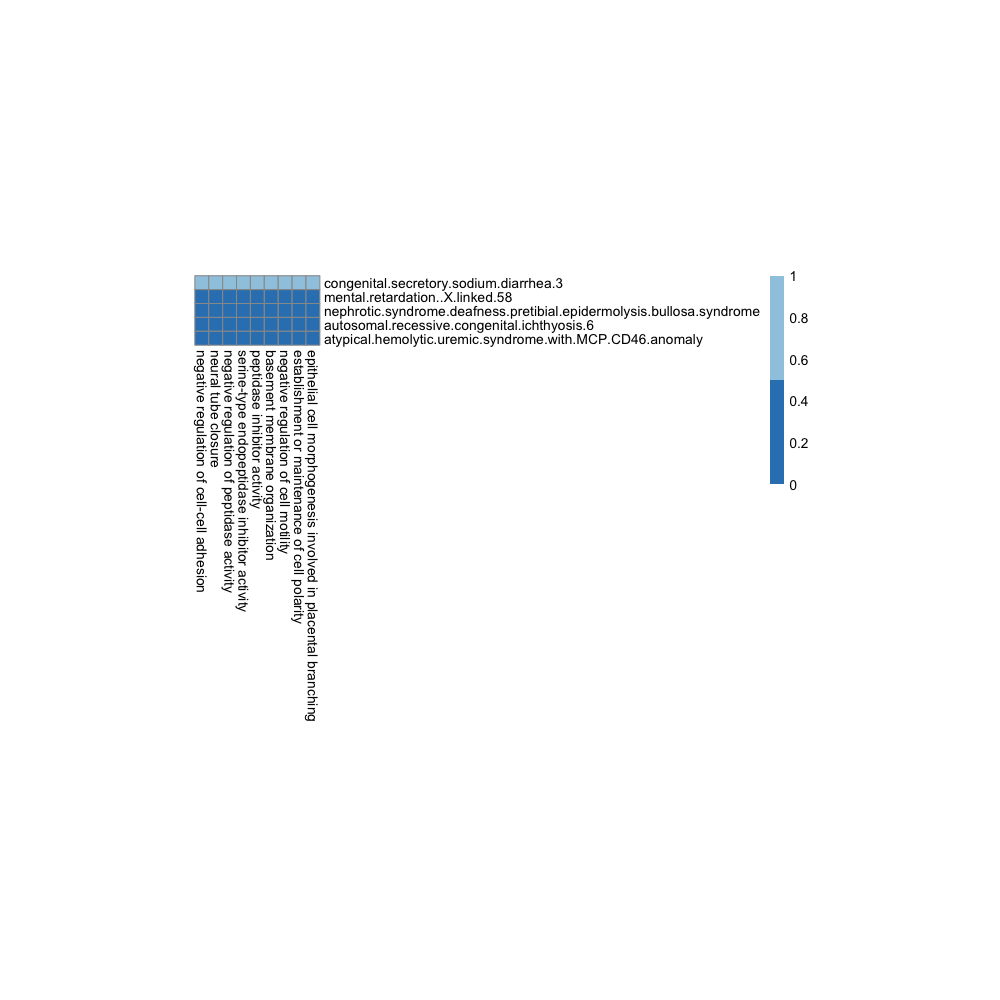 congenital.secretory.sodium.diarrhea.3
mental.retardation..X.linked.58
nephrotic.syndrome.deafness.pretibial.epidermolysis.bullosa.syndrome
autosomal.recessive.congenital.ichthyosis.6
atypical.hemolytic.uremic.syndrome.with.MCP.CD46.anomaly
negative regulation of cell-cell adhesion
neural tube closure
negative regulation of peptidase activity
serine-type endopeptidase inhibitor activity
peptidase inhibitor activity
basement membrane organization
negative regulation of cell motility
establishment or maintenance of cell polarity
epithelial cell morphogenesis involved in placental branching
1
0.8
0.6
0.4
0.2
0